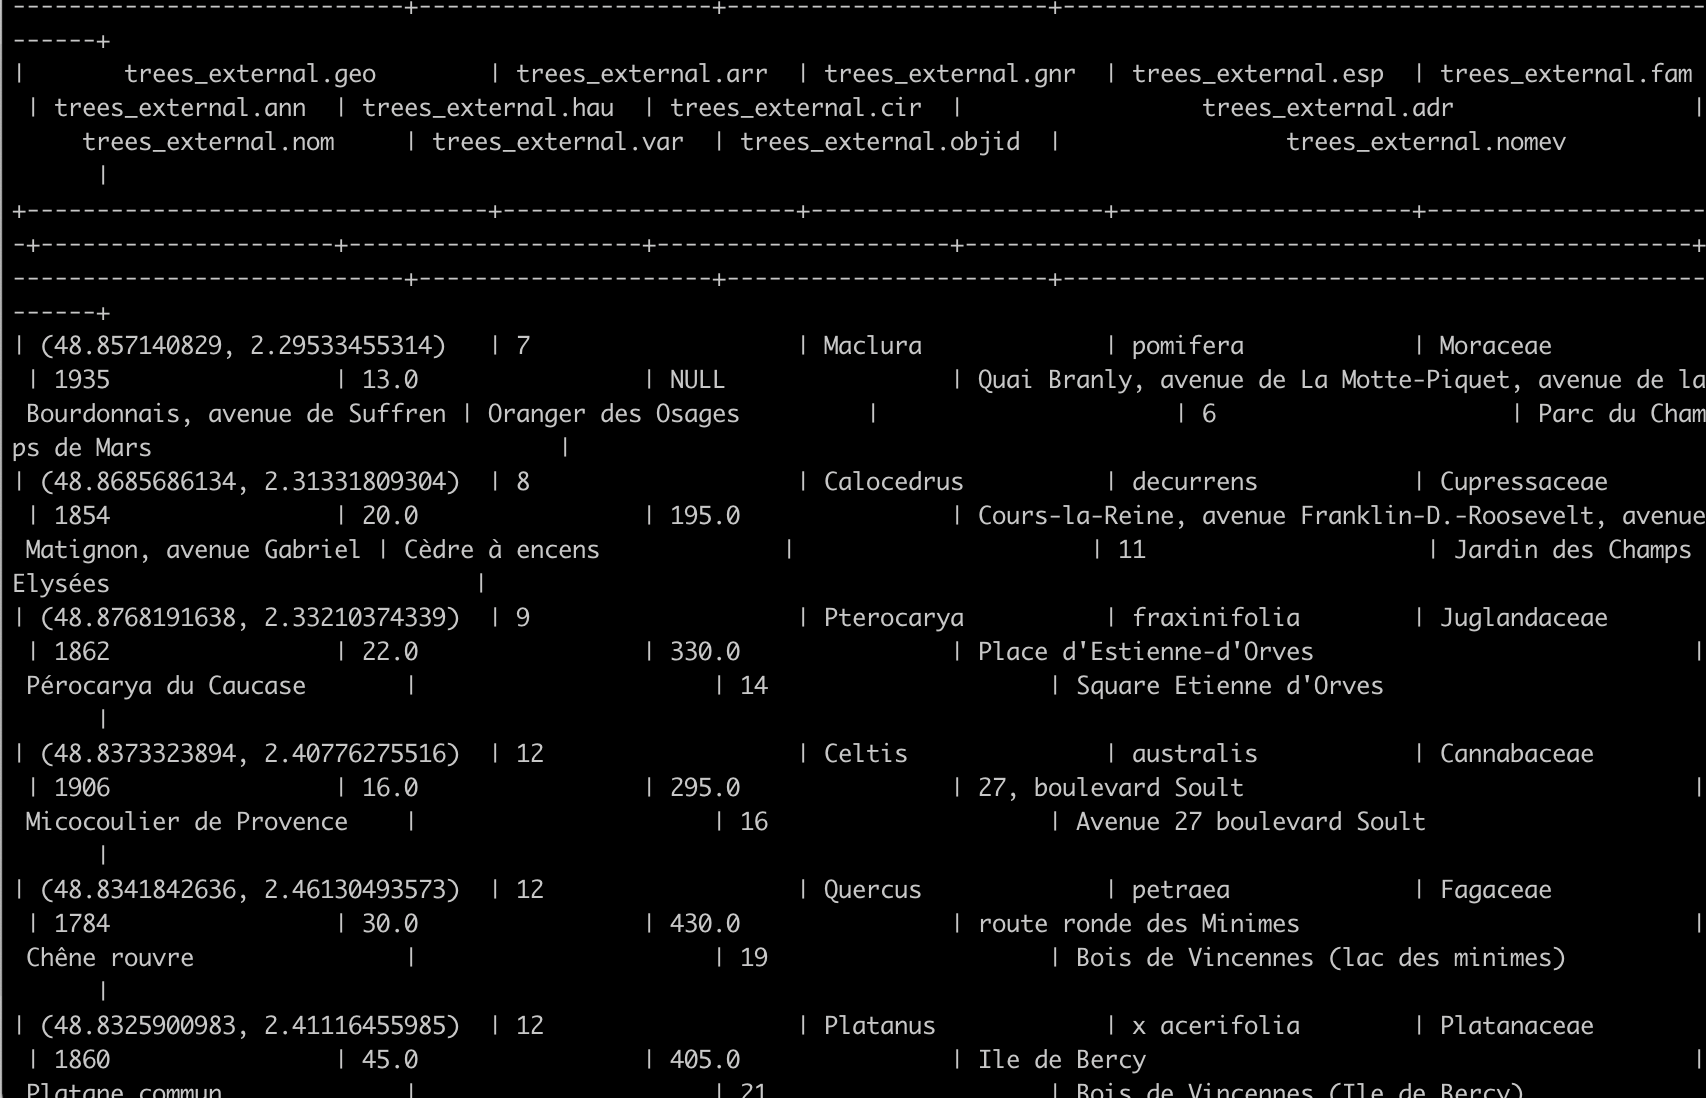 ----------------------------+---------------------+-----------------------+----------------------------------------------
------+
|       trees_external.geo        | trees_external.arr  | trees_external.gnr  | trees_external.esp  | trees_external.fam
 | trees_external.ann  | trees_external.hau  | trees_external.cir  |                 trees_external.adr                 |
     trees_external.nom     | trees_external.var  | trees_external.objid  |                trees_external.nomev
      |
+---------------------------------+---------------------+---------------------+---------------------+--------------------
-+---------------------+---------------------+---------------------+----------------------------------------------------+
----------------------------+---------------------+-----------------------+----------------------------------------------
------+
| (48.857140829, 2.29533455314)   | 7                   | Maclura             | pomifera            | Moraceae
 | 1935                | 13.0                | NULL                | Quai Branly, avenue de La Motte-Piquet, avenue de la
 Bourdonnais, avenue de Suffren | Oranger des Osages         |                     | 6                     | Parc du Cham
ps de Mars                             |
| (48.8685686134, 2.31331809304)  | 8                   | Calocedrus          | decurrens           | Cupressaceae
 | 1854                | 20.0                | 195.0               | Cours-la-Reine, avenue Franklin-D.-Roosevelt, avenue
 Matignon, avenue Gabriel | Cèdre à encens             |                     | 11                    | Jardin des Champs
Elysées                          |
| (48.8768191638, 2.33210374339)  | 9                   | Pterocarya          | fraxinifolia        | Juglandaceae
 | 1862                | 22.0                | 330.0               | Place d'Estienne-d'Orves                           |
 Pérocarya du Caucase       |                     | 14                    | Square Etienne d'Orves
      |
| (48.8373323894, 2.40776275516)  | 12                  | Celtis              | australis           | Cannabaceae
 | 1906                | 16.0                | 295.0               | 27, boulevard Soult                                |
 Micocoulier de Provence    |                     | 16                    | Avenue 27 boulevard Soult
      |
| (48.8341842636, 2.46130493573)  | 12                  | Quercus             | petraea             | Fagaceae
 | 1784                | 30.0                | 430.0               | route ronde des Minimes                            |
 Chêne rouvre               |                     | 19                    | Bois de Vincennes (lac des minimes)
      |
| (48.8325900983, 2.41116455985)  | 12                  | Platanus            | x acerifolia        | Platanaceae
 | 1860                | 45.0                | 405.0               | Ile de Bercy                                       |
 Platane commun             |                     | 21                    | Bois de Vincennes (Ile de Bercy)